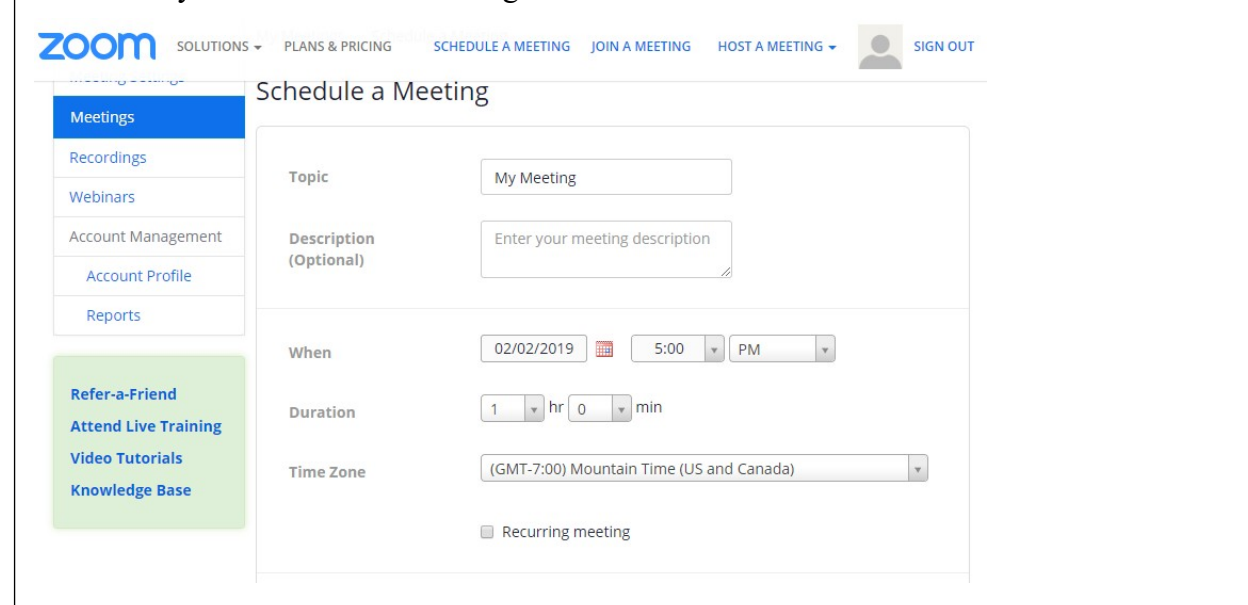 zoom SOLUTIONS PLANS & PRICING SCHEDULE A MEETING JOIN A MEETING HOST A MEETING SIGN OUT
Schedule a Meeting
Meetings
Recordings
Webinars
Account Management
Account Profile
Reports
Refer-a-Friend
Attend Live Training
Video Tutorials
Knowledge Base
Topic My Meeting
Description
(Optional)
Enter your meeting description
When 02/02/2019 5:00 PM
Duration 1 hr 0 min
Time Zone (GMT-7:00) Mountain Time (US and Canada)
Recurring meeting